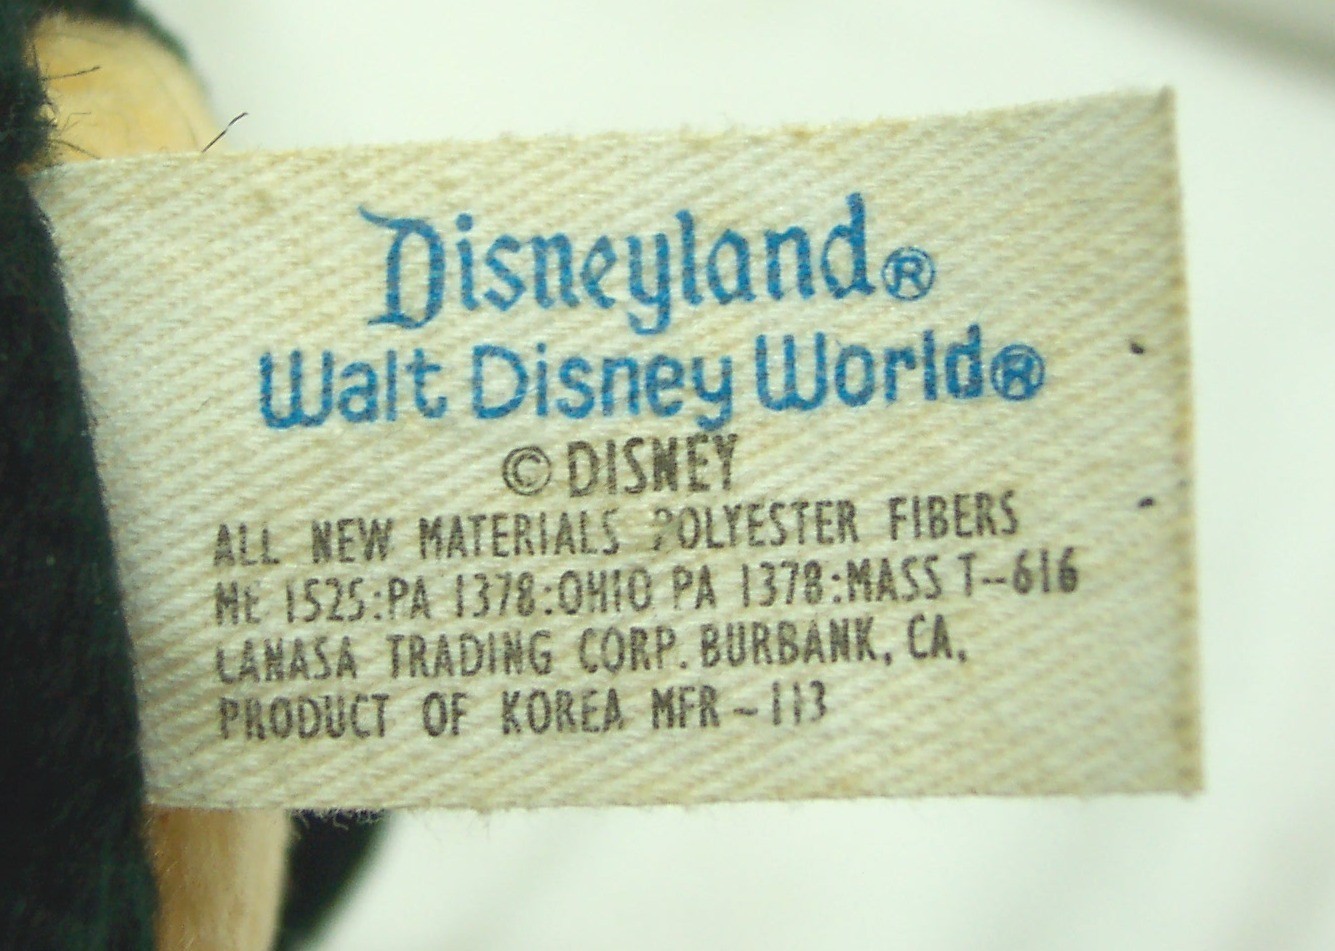 Disneyland®
Walt Disney World®
© DISNEY
ALL NEW MATERIALS POLYESTER FIBERS
ME 1525:PA 1378:OHIO PA 1378:MASS T-616
LANASA TRADING CORP. BURBANK, CA.
PRODUCT OF KOREA MFR-113